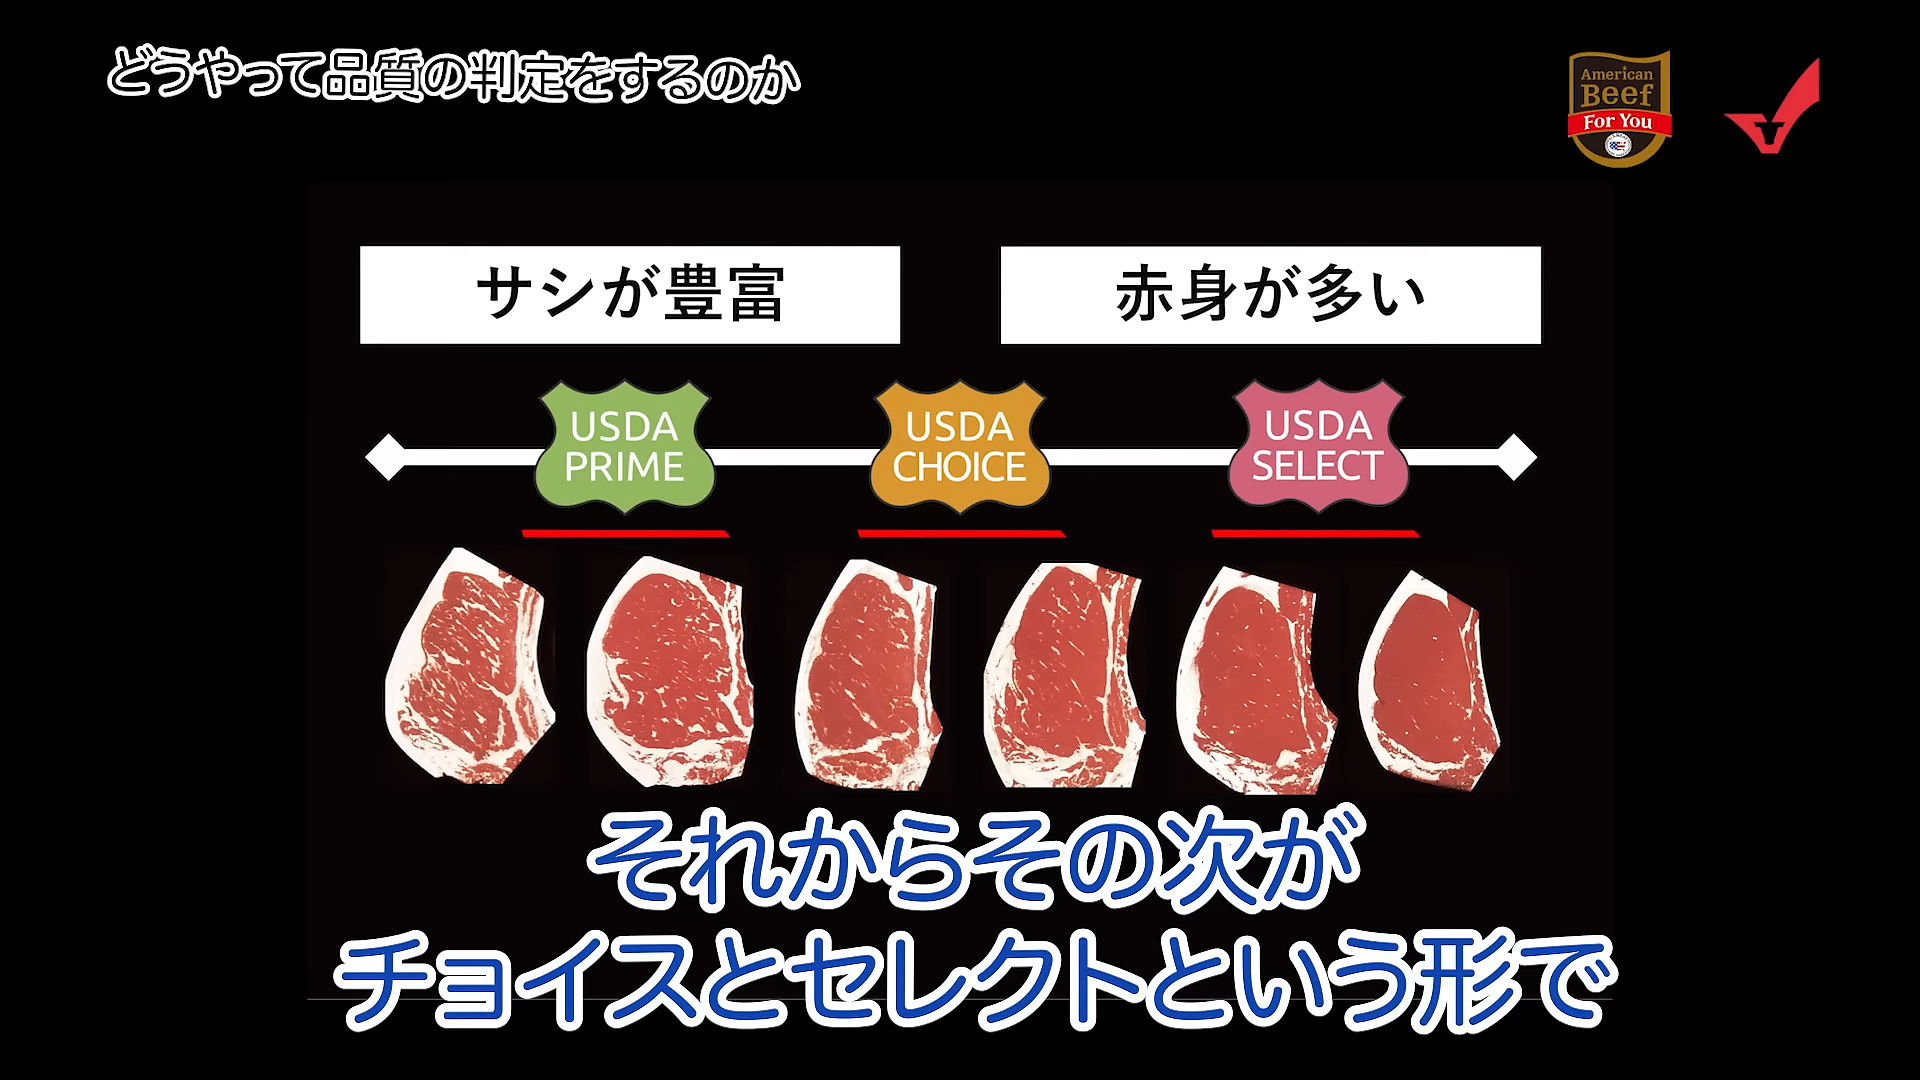 どうやって品質の判定をするのか
American
Beef
For You
サシが豊富
赤身が多い
USDA
PRIME
USDA
CHOICE
USDA
SELECT
それからその次が
チョイスとセレクトという形で